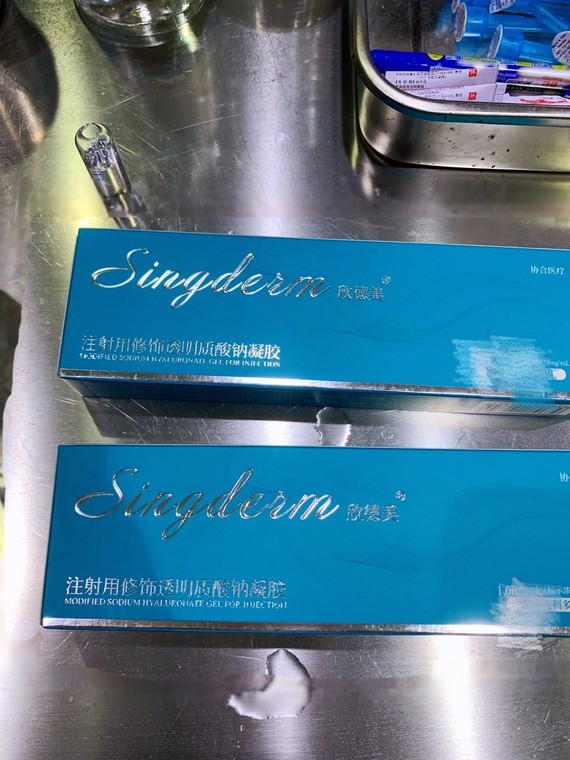 Singderm 欣德美
协合医疗
注射用修饰透明质酸钠凝胶
MODIFIED SODIUM HYALURONATE GEL FOR INJECTION
Singderm 欣德美
协
注射用修饰透明质酸钠凝胶
MODIFIED SODIUM HYALURONATE GEL FOR INJECTION